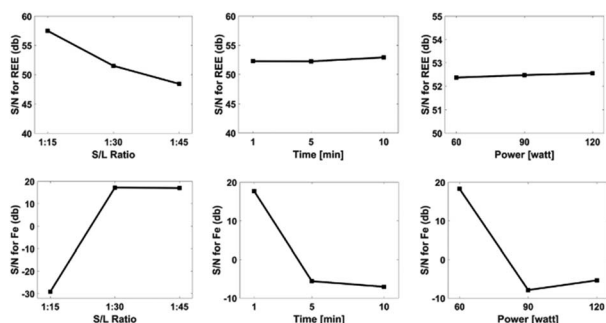 S/N for REE (db)
60
55
50
45
40
1:15 1:30 1:45
S/L Ratio
S/N for REE (db)
60
55
50
45
40
1 5 10
Time [min]
S/N for REE (db)
55
54
53
52
51
50
60 90 120
Power [watt]
S/N for Fe (db)
20
10
0
-10
-20
-30
1:15 1:30 1:45
S/L Ratio
S/N for Fe (db)
20
10
0
-10
1 5 10
Time [min]
S/N for Fe (db)
20
10
0
-10
60 90 120
Power [watt]